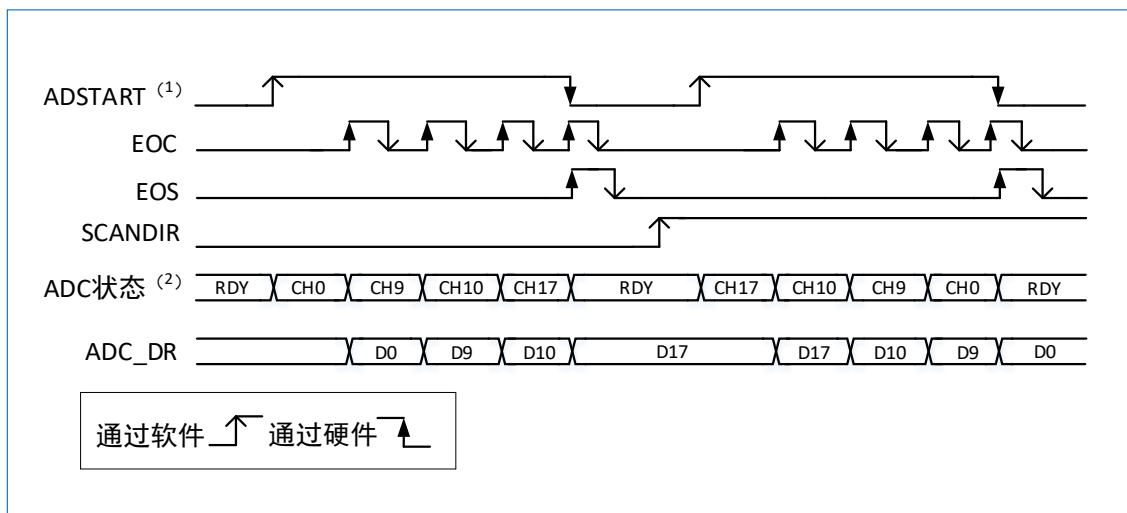 ADSTART（1）
EOC
EOS
SCANDIR
ADC状态（2） RDY CH0 CH9 CH10 CH17 RDY CH17 CH10 CH9 CH0 RDY
ADC_DR D0 D9 D10 D17 D17 D10 D9 D0
通过软件 通过硬件